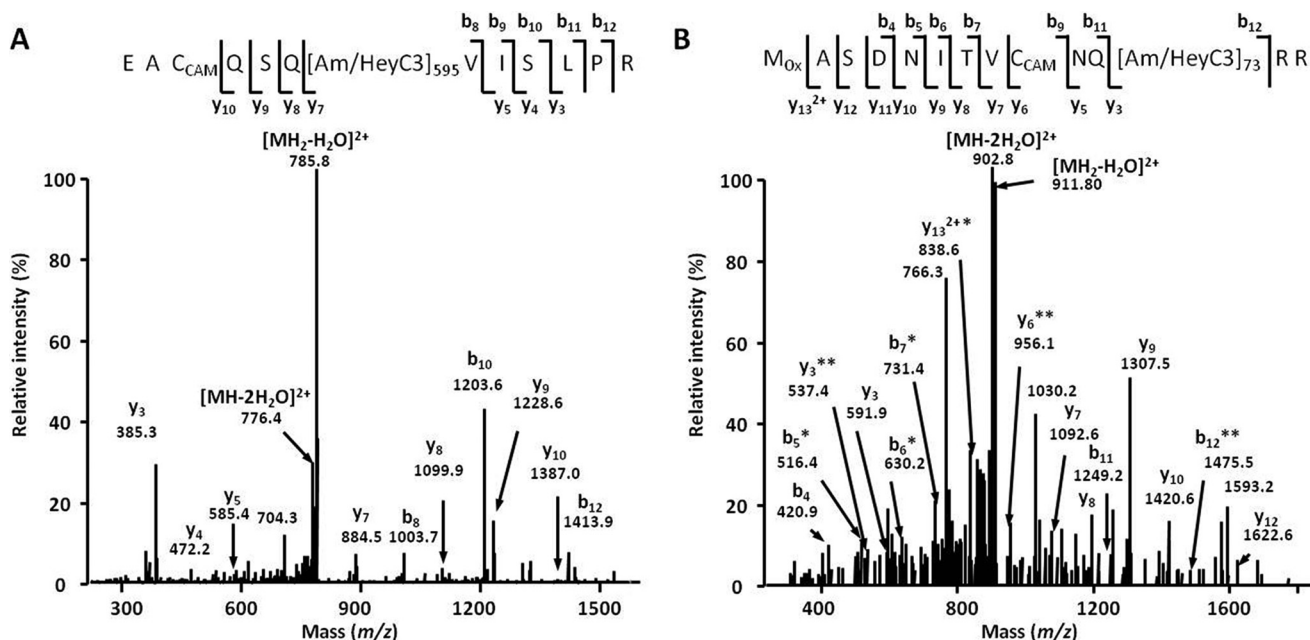 A
b₈ b₉ b₁₀ b₁₁ b₁₂
E A C_CAM Q S Q [Am/HeyC3]₅₉₅ V I S L P R
y₁₀ y₉ y₈ y₇ y₅ y₄ y₃
[MH₂-H₂O]²⁺
785.8
100
80
60
40
20
0
Relative intensity (%)
y₃
385.3
[MH-2H₂O]²⁺
776.4
y₄
472.2
y₅
585.4
704.3
y₇
884.5
b₈
1003.7
y₈
1099.9
b₁₀
1203.6
y₉
1228.6
y₁₀
1387.0
b₁₂
1413.9
300 600 900 1200 1500
Mass (m/z)
B
b₄ b₅ b₆ b₇ b₉ b₁₁ b₁₂
M_Ox A S D N I T V C_CAM NQ [Am/HeyC3]₇₃ R R
y₁₃²⁺ y₁₂ y₁₁ y₁₀ y₉ y₈ y₇ y₆ y₅ y₃
[MH-2H₂O]²⁺
902.8
[MH₂-H₂O]²⁺
911.80
100
80
60
40
20
0
Relative intensity (%)
y₁₃²⁺*
838.6
766.3
b₇*
731.4
y₃**
537.4
y₃
591.9
b₅*
516.4
b₆*
630.2
b₄
420.9
y₆**
956.1
1030.2
y₇
1092.6
b₁₁
1249.2
y₈
y₉
1307.5
y₁₀
1420.6
b₁₂**
1475.5
1593.2
y₁₂
1622.6
400 800 1200 1600
Mass (m/z)